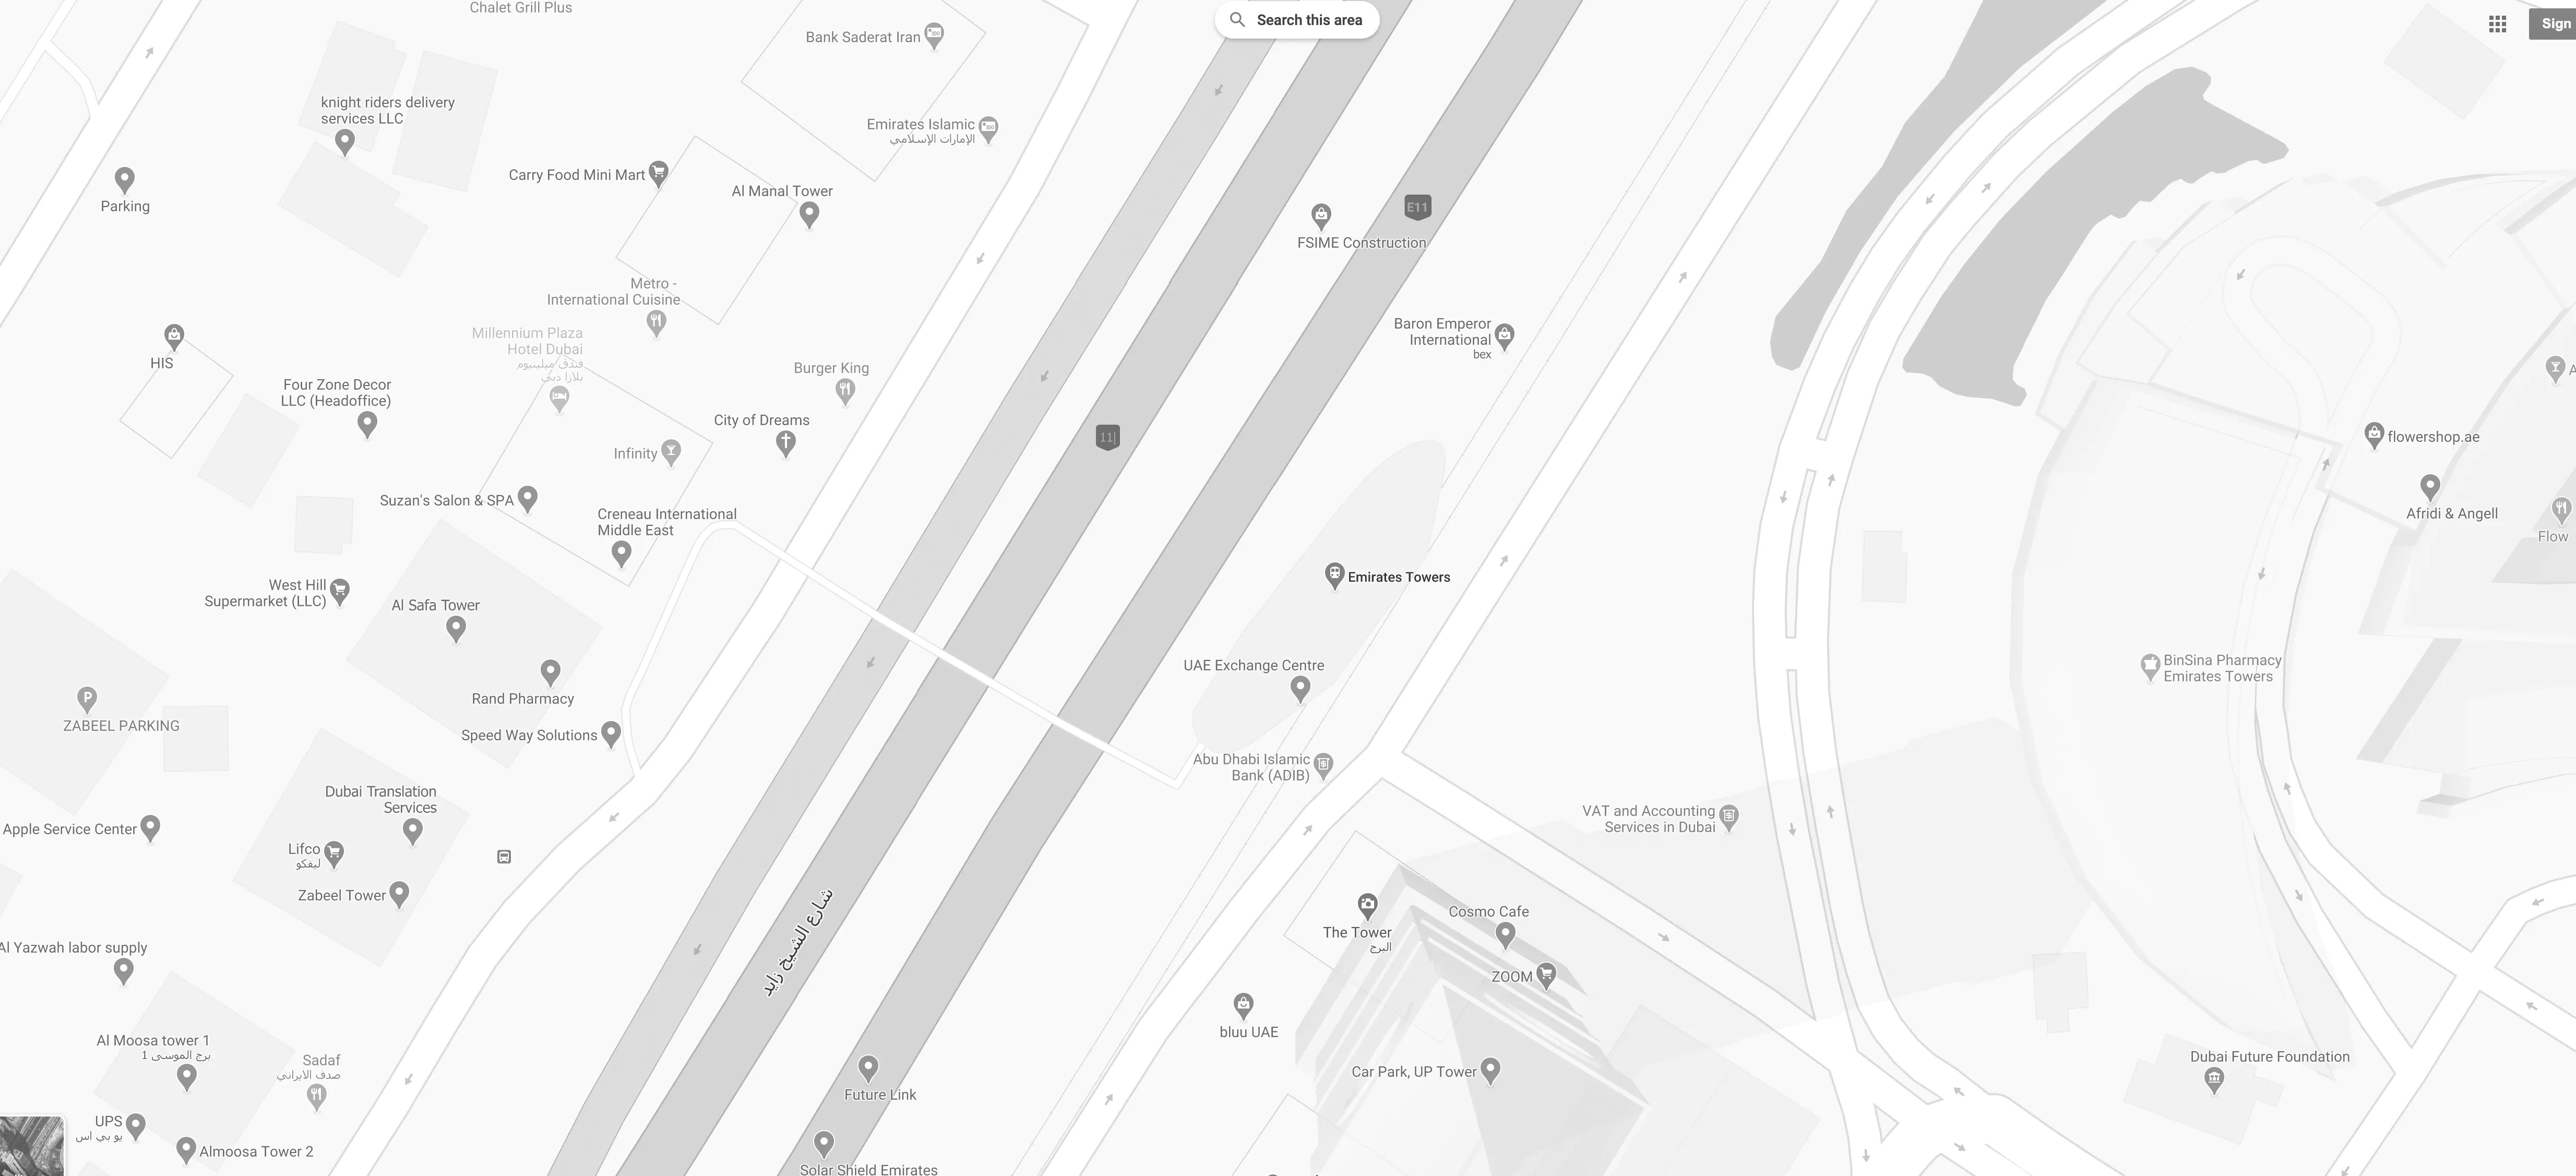 Chalet Grill Plus
Search this area
Sign
Bank Saderat Iran
knight riders delivery
services LLC
Emirates Islamic
الإمارات الإسلامي
Carry Food Mini Mart
Al Manal Tower
Parking
E11
FSIME Construction
Metro -
International Cuisine
Millennium Plaza
Hotel Dubai
فندق ميلينيوم
بلازا دبي
Baron Emperor
International
bex
HIS
Burger King
Four Zone Decor
LLC (Headoffice)
City of Dreams
11|
flowershop.ae
Infinity
Suzan's Salon & SPA
Creneau International
Middle East
Afridi & Angell
Flow
Emirates Towers
West Hill
Supermarket (LLC)
Al Safa Tower
UAE Exchange Centre
BinSina Pharmacy
Emirates Towers
Rand Pharmacy
ZABEEL PARKING
P
Speed Way Solutions
Abu Dhabi Islamic
Bank (ADIB)
Dubai Translation
Services
VAT and Accounting
Services in Dubai
Apple Service Center
Lifco
ليفكو
Zabeel Tower
شارع الشيخ زايد
Cosmo Cafe
The Tower
البرج
Al Yazwah labor supply
ZOOM
bluu UAE
Al Moosa tower 1
برج الموسى 1
Sadaf
صدف الايراني
Dubai Future Foundation
Car Park, UP Tower
Future Link
UPS
يو بي اس
Almoosa Tower 2
Solar Shield Emirates